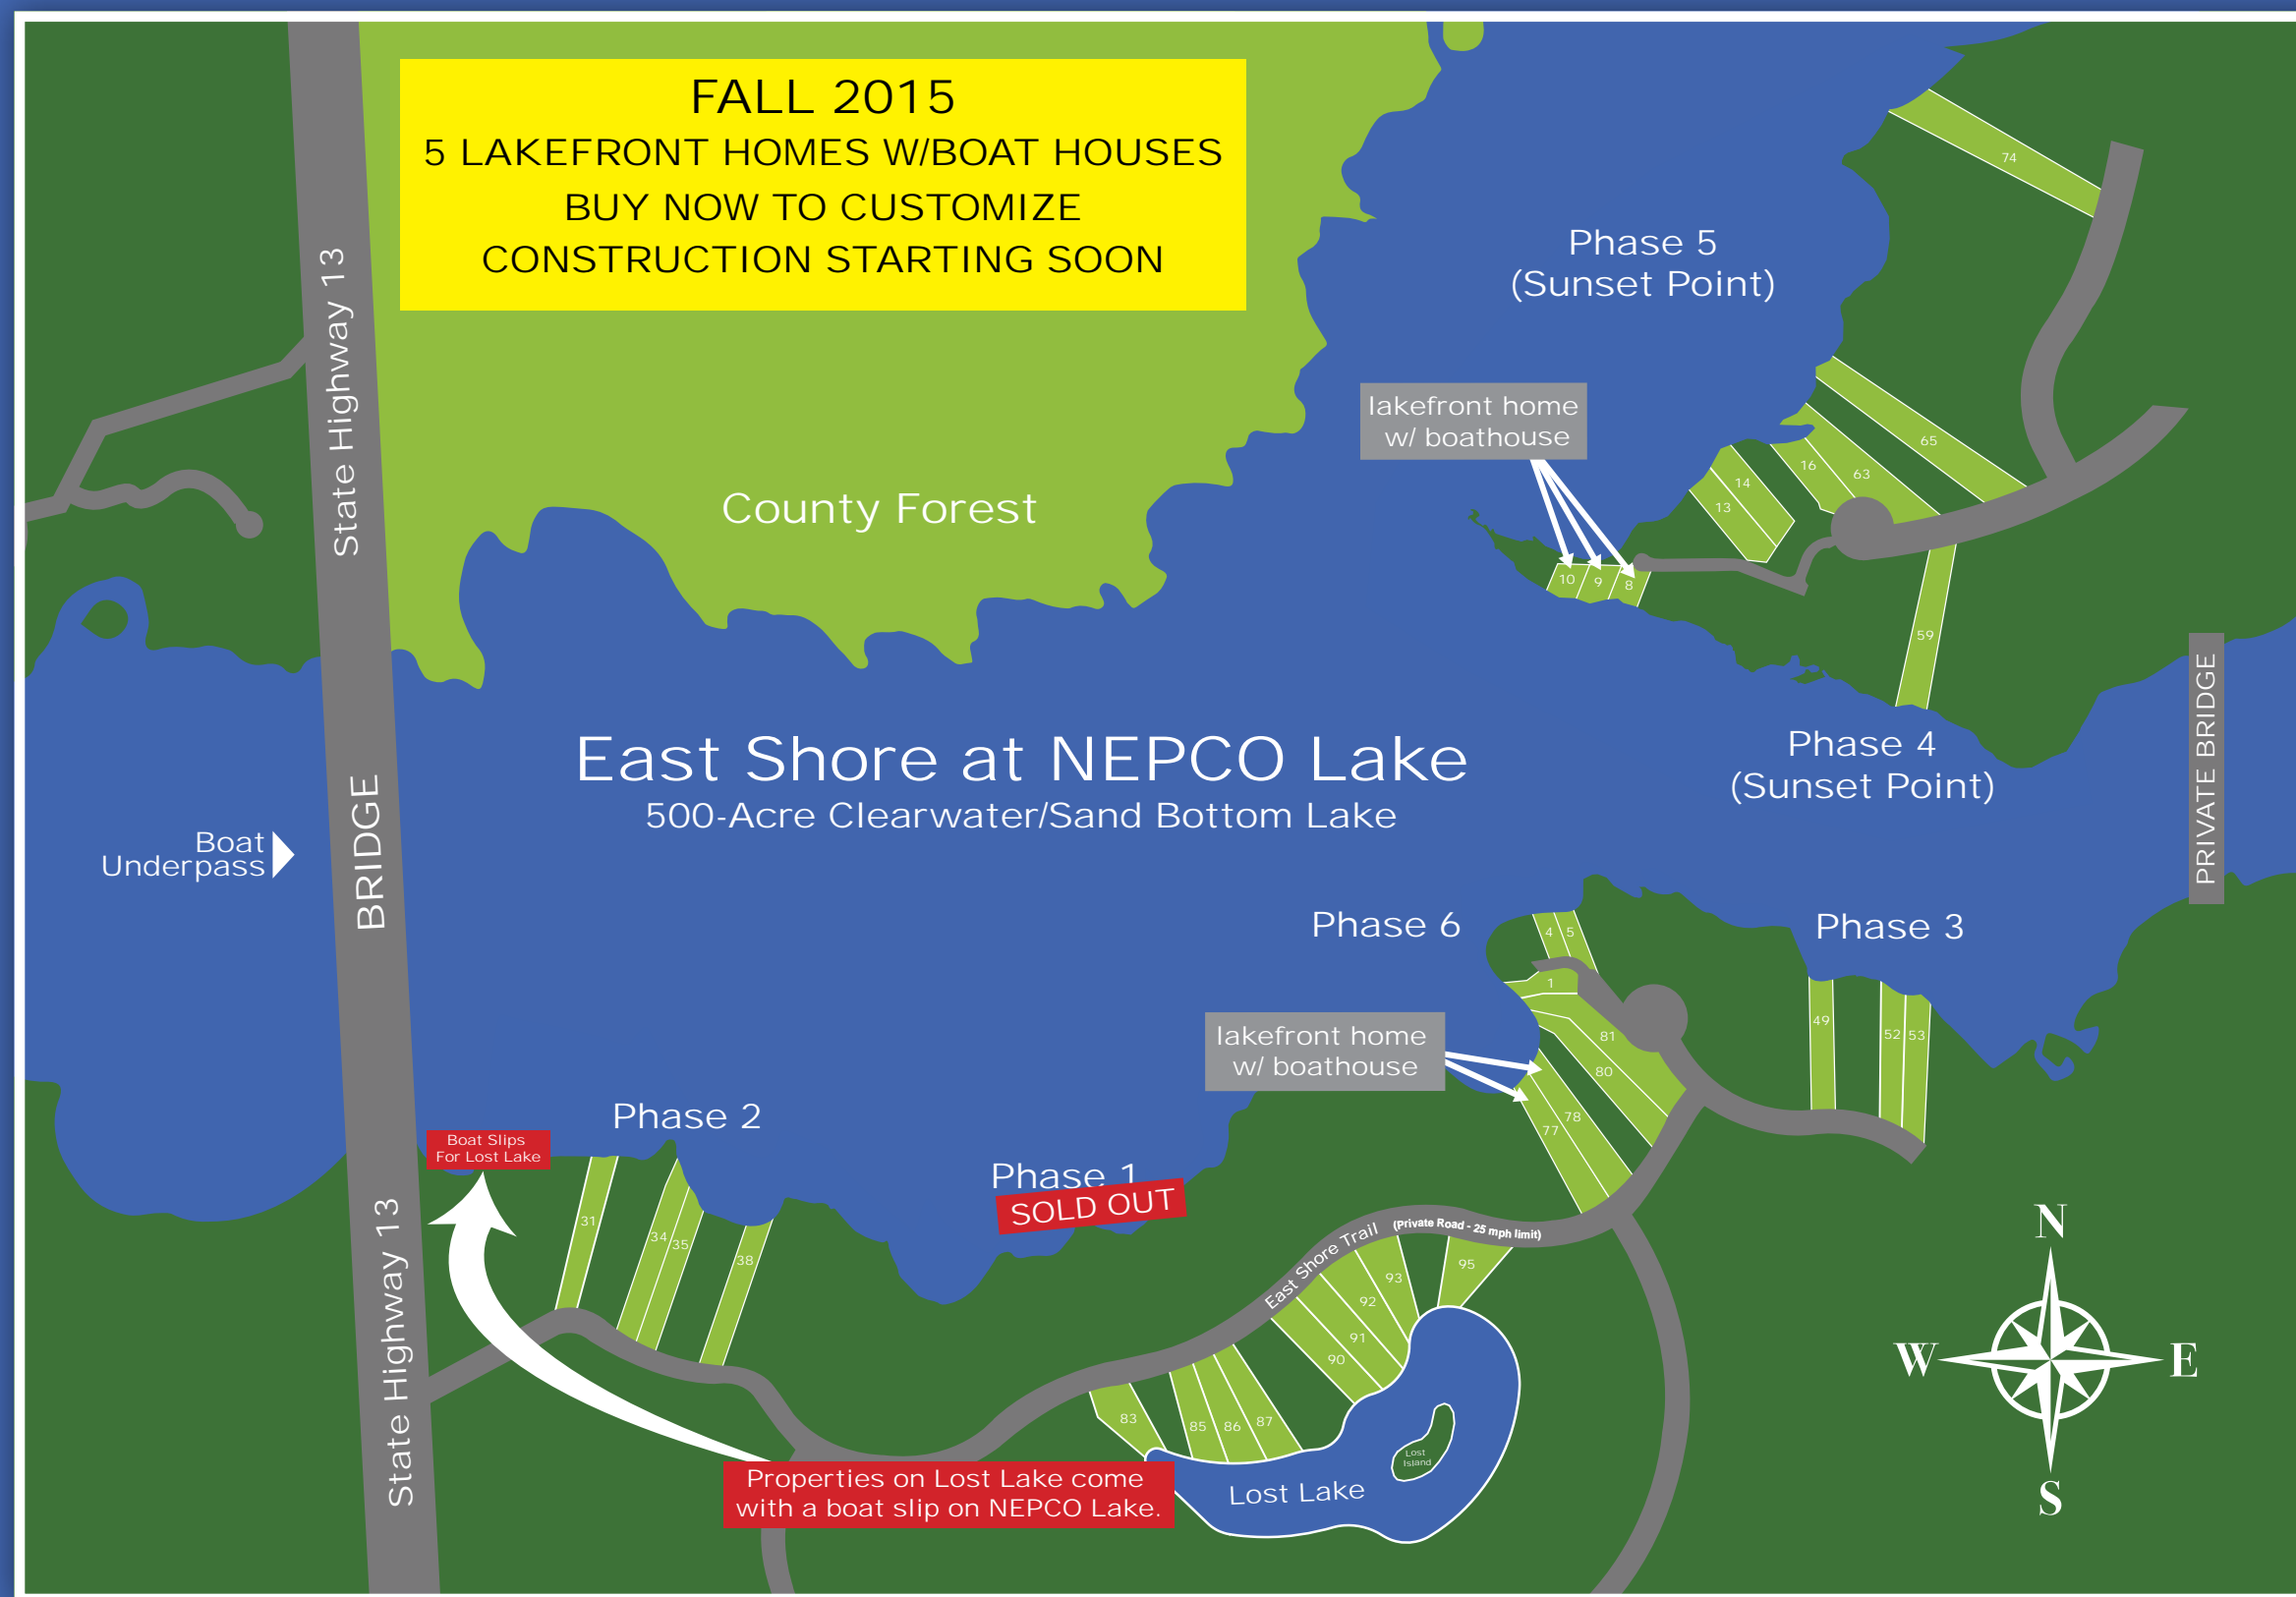 FALL 2015
5 LAKEFRONT HOMES W/BOAT HOUSES
BUY NOW TO CUSTOMIZE
CONSTRUCTION STARTING SOON
74
State Highway 13
Phase 5
(Sunset Point)
lakefront home
w/ boathouse
65
16
63
14
13
County Forest
10
9
8
59
PRIVATE BRIDGE
East Shore at NEPCO Lake
500-Acre Clearwater/Sand Bottom Lake
Phase 4
(Sunset Point)
Boat
Underpass
BRIDGE
Phase 6
4
5
Phase 3
1
49
52
53
lakefront home
w/ boathouse
81
80
78
77
Phase 2
Boat Slips
For Lost Lake
Phase 1
SOLD OUT
31
34
35
38
State Highway 13
East Shore Trail
(Private Road - 25 mph limit)
95
93
92
91
90
83
85
86
87
Lost
Island
Lost Lake
Properties on Lost Lake come
with a boat slip on NEPCO Lake.
N
W
E
S